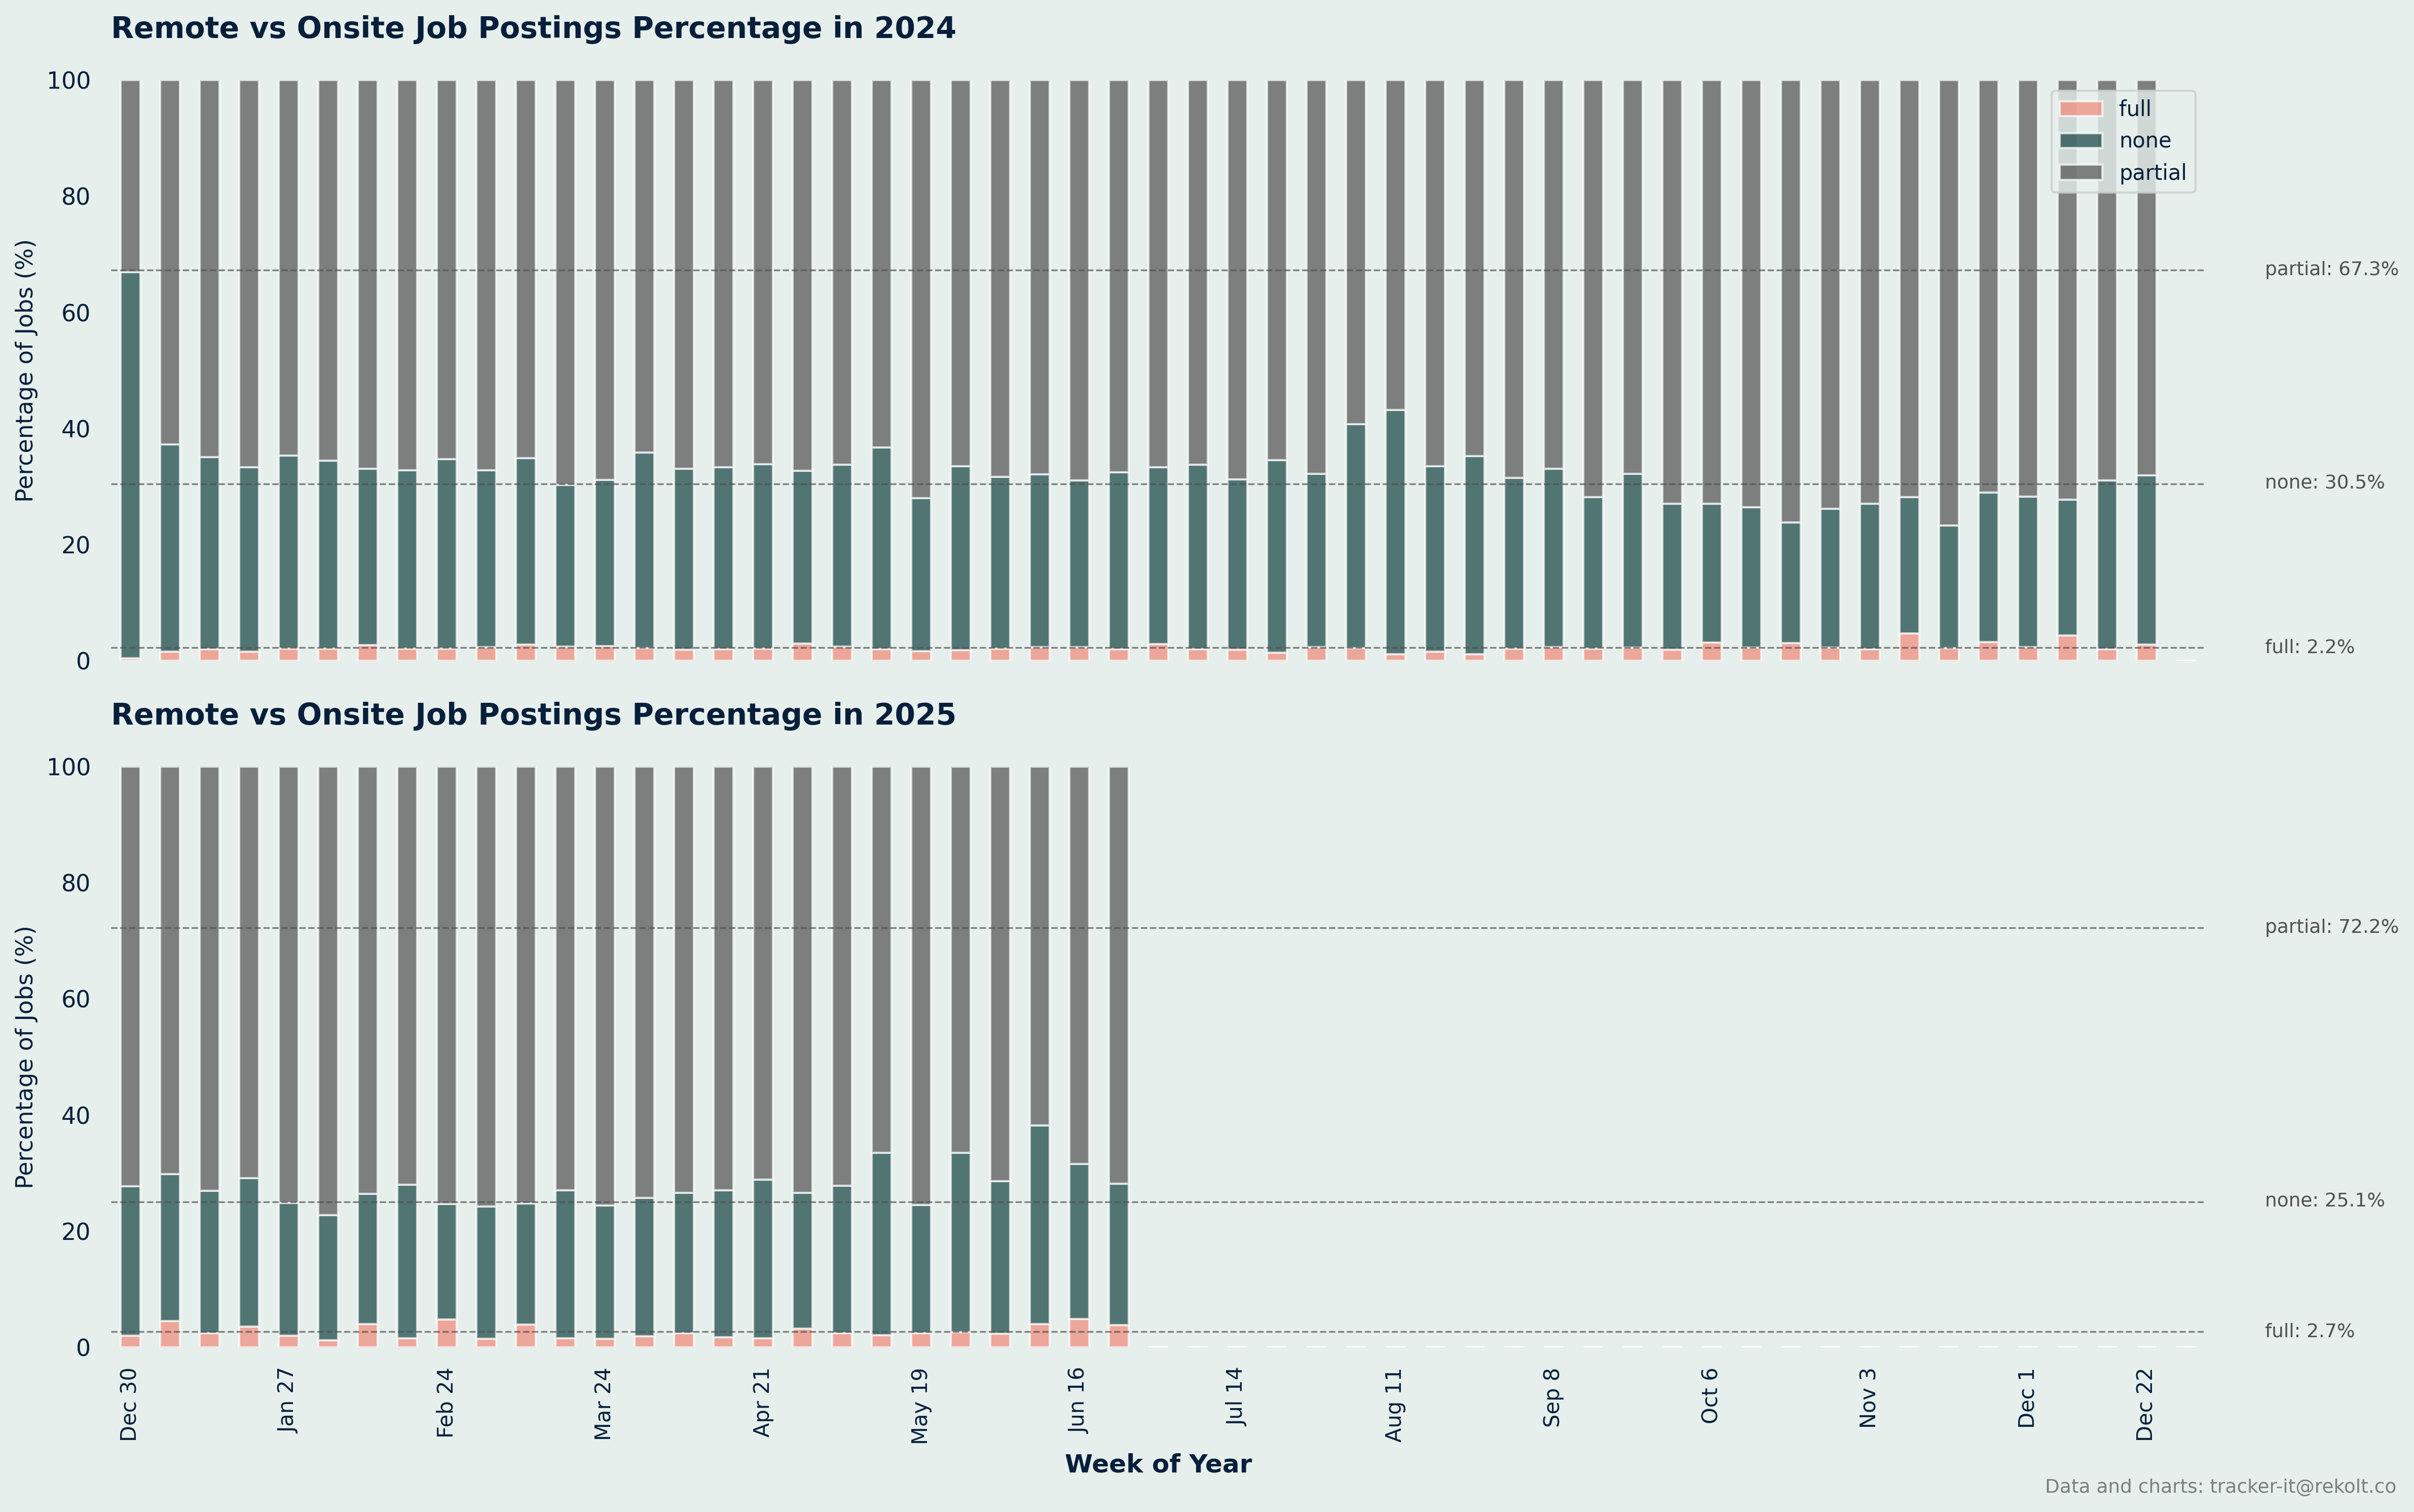 Remote vs Onsite Job Postings Percentage in 2024
100
80
60
40
20
0
Percentage of Jobs (%)
full
none
partial
partial: 67.3%
none: 30.5%
full: 2.2%
Remote vs Onsite Job Postings Percentage in 2025
100
80
60
40
20
0
Percentage of Jobs (%)
partial: 72.2%
none: 25.1%
full: 2.7%
Dec 30
Jan 27
Feb 24
Mar 24
Apr 21
May 19
Jun 16
Jul 14
Aug 11
Sep 8
Oct 6
Nov 3
Dec 1
Dec 22
Week of Year
Data and charts: tracker-it@rekolt.co